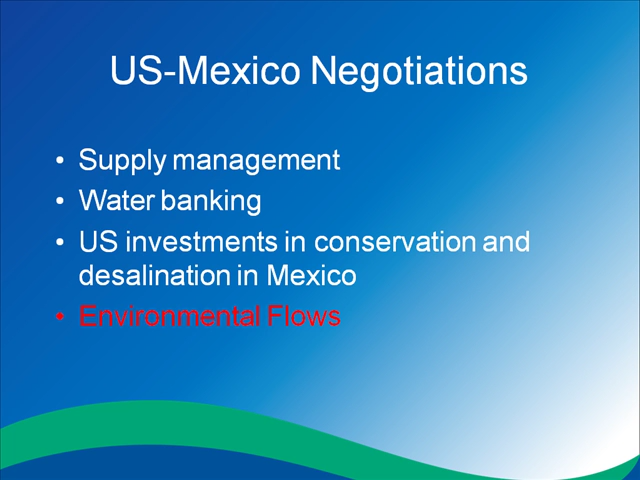 US-Mexico Negotiations
• Supply management
• Water banking
• US investments in conservation and
desalination in Mexico
• Environmental Flows